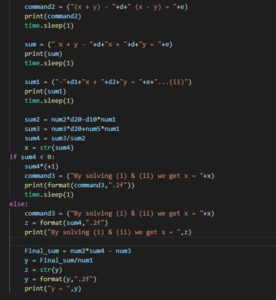 command2 = ("(x + y) - "+d+" (x - y) = "+e)
print(command2)
time.sleep(1)
sum = (" x + y - "+d+"x + "+d+"y = "+e)
print(sum)
time.sleep(1)
sum1 = ("-"+d1+"x + "+d2+"y = "+e+"...(ii)")
print(sum1)
time.sleep(1)
sum2 = num2*d20-d10*num1
sum3 = num3*d20+num5*num1
sum4 = sum3/sum2
x = str(sum4)
if sum4 < 0:
sum4*(+1)
command3 = ("By solving (i) & (ii) we get x = "+x)
print(format(command3,".2f"))
time.sleep(1)
else:
command3 = ("By solving (i) & (ii) we get x = "+x)
z = format(sum4,".2f")
print("By solving (i) & (ii) we get x = ",z)
Final_sum = num2*sum4 - num3
y = Final_sum/num1
z = str(y)
y = format(y,".2f")
print("y = ",y)